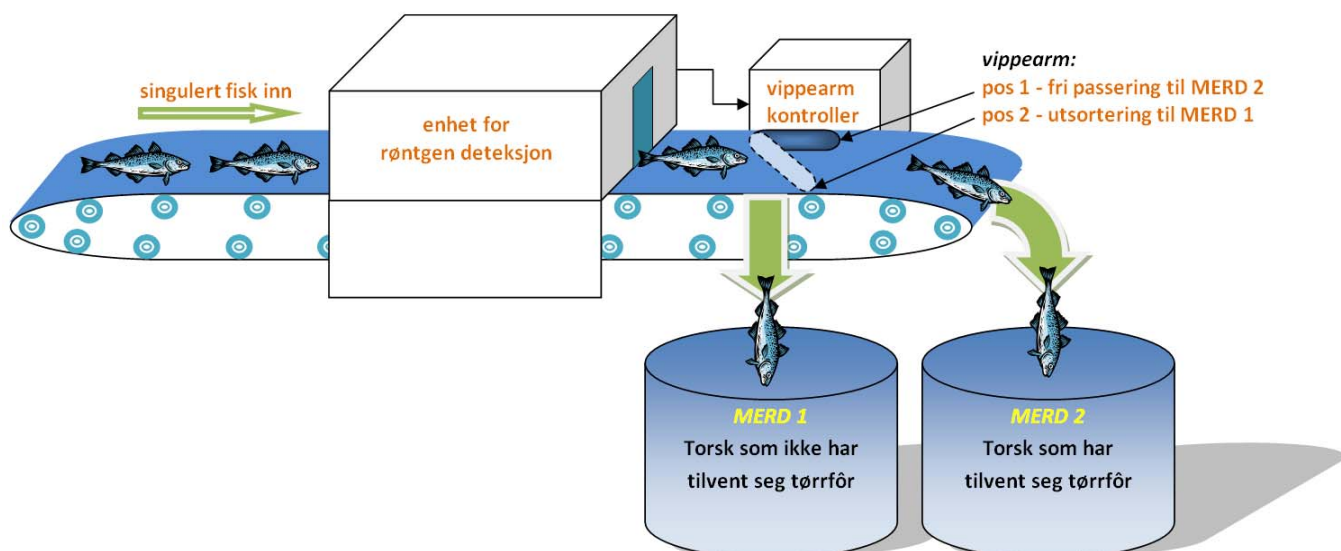 singulert fisk inn
enhet for
røntgen deteksjon
vippearm
kontroller
vippearm:
pos 1 - fri passering til MERD 2
pos 2 - utsortering til MERD 1
MERD 1
Torsk som ikke har
tilvent seg tørrfôr
MERD 2
Torsk som har
tilvent seg tørrfôr